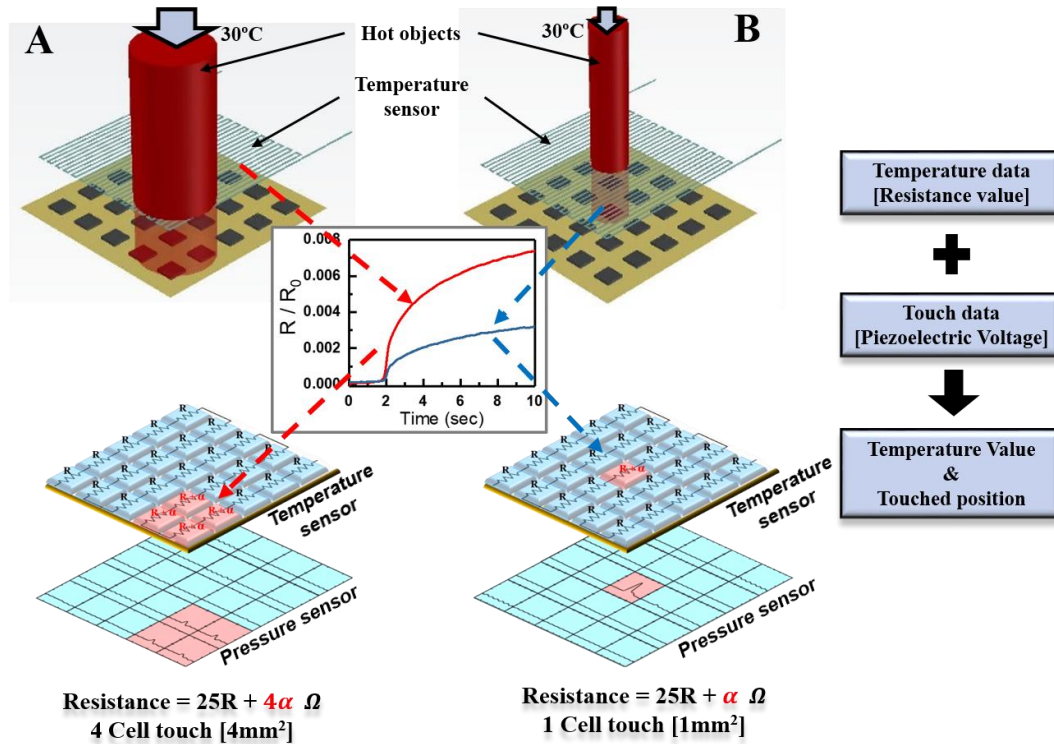 A
30°C
Hot objects
Temperature
sensor
30°C
B
Temperature data
[Resistance value]
Touch data
[Piezoelectric Voltage]
Temperature Value
&
Touched position
R / R0
0.008
0.006
0.004
0.002
0.000
0 2 4 6 8 10
Time (sec)
R R R R R
R R R R R
R R R R R
R R R R+α R+α
R R R R+α R+α
Temperature
sensor
Pressure sensor
Resistance = 25R + 4α Ω
4 Cell touch [4mm²]
R R R R R
R R R R R
R R R+α R R
R R R R R
R R R R R
Temperature
sensor
Pressure sensor
Resistance = 25R + α Ω
1 Cell touch [1mm²]